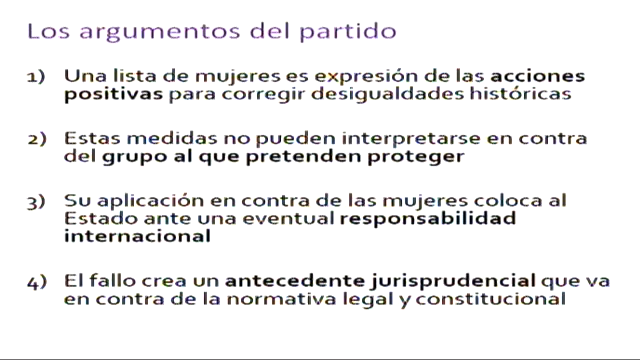 Los argumentos del partido
1) Una lista de mujeres es expresión de las acciones
positivas para corregir desigualdades históricas
2) Estas medidas no pueden interpretarse en contra
del grupo al que pretenden proteger
3) Su aplicación en contra de las mujeres coloca al
Estado ante una eventual responsabilidad
internacional
4) El fallo crea un antecedente jurisprudencial que va
en contra de la normativa legal y constitucional